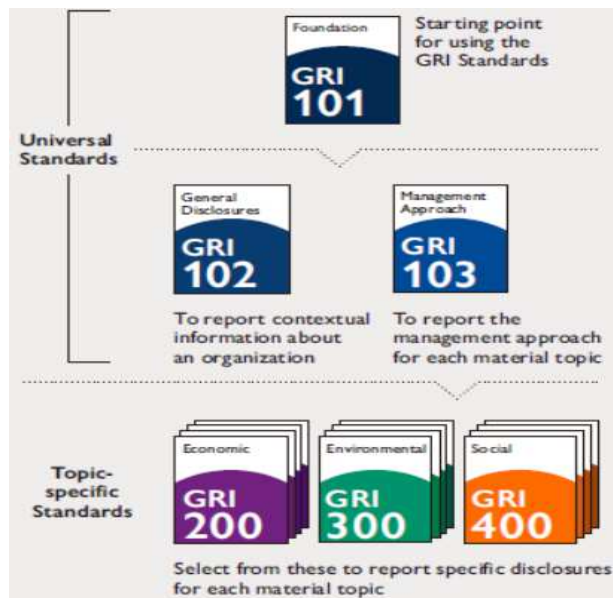 Foundation
GRI
101
Starting point
for using the
GRI Standards
Universal
Standards
General
Disclosures
GRI
102
Management
Approach
GRI
103
To report contextual
information about
an organization
To report the
management approach
for each material topic
Topic-
specific
Standards
Economic
GRI
200
Environmental
GRI
300
Social
GRI
400
Select from these to report specific disclosures
for each material topic